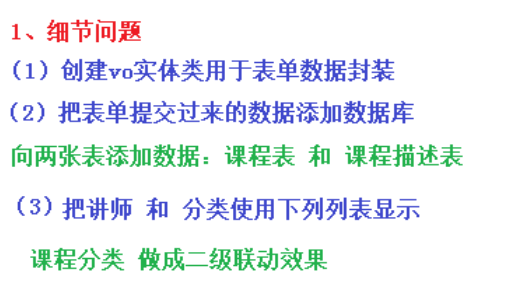 1、细节问题
（1）创建vo实体类用于表单数据封装
（2）把表单提交过来的数据添加数据库
向两张表添加数据：课程表 和 课程描述表
（3）把讲师 和 分类使用下列列表显示
课程分类 做成二级联动效果